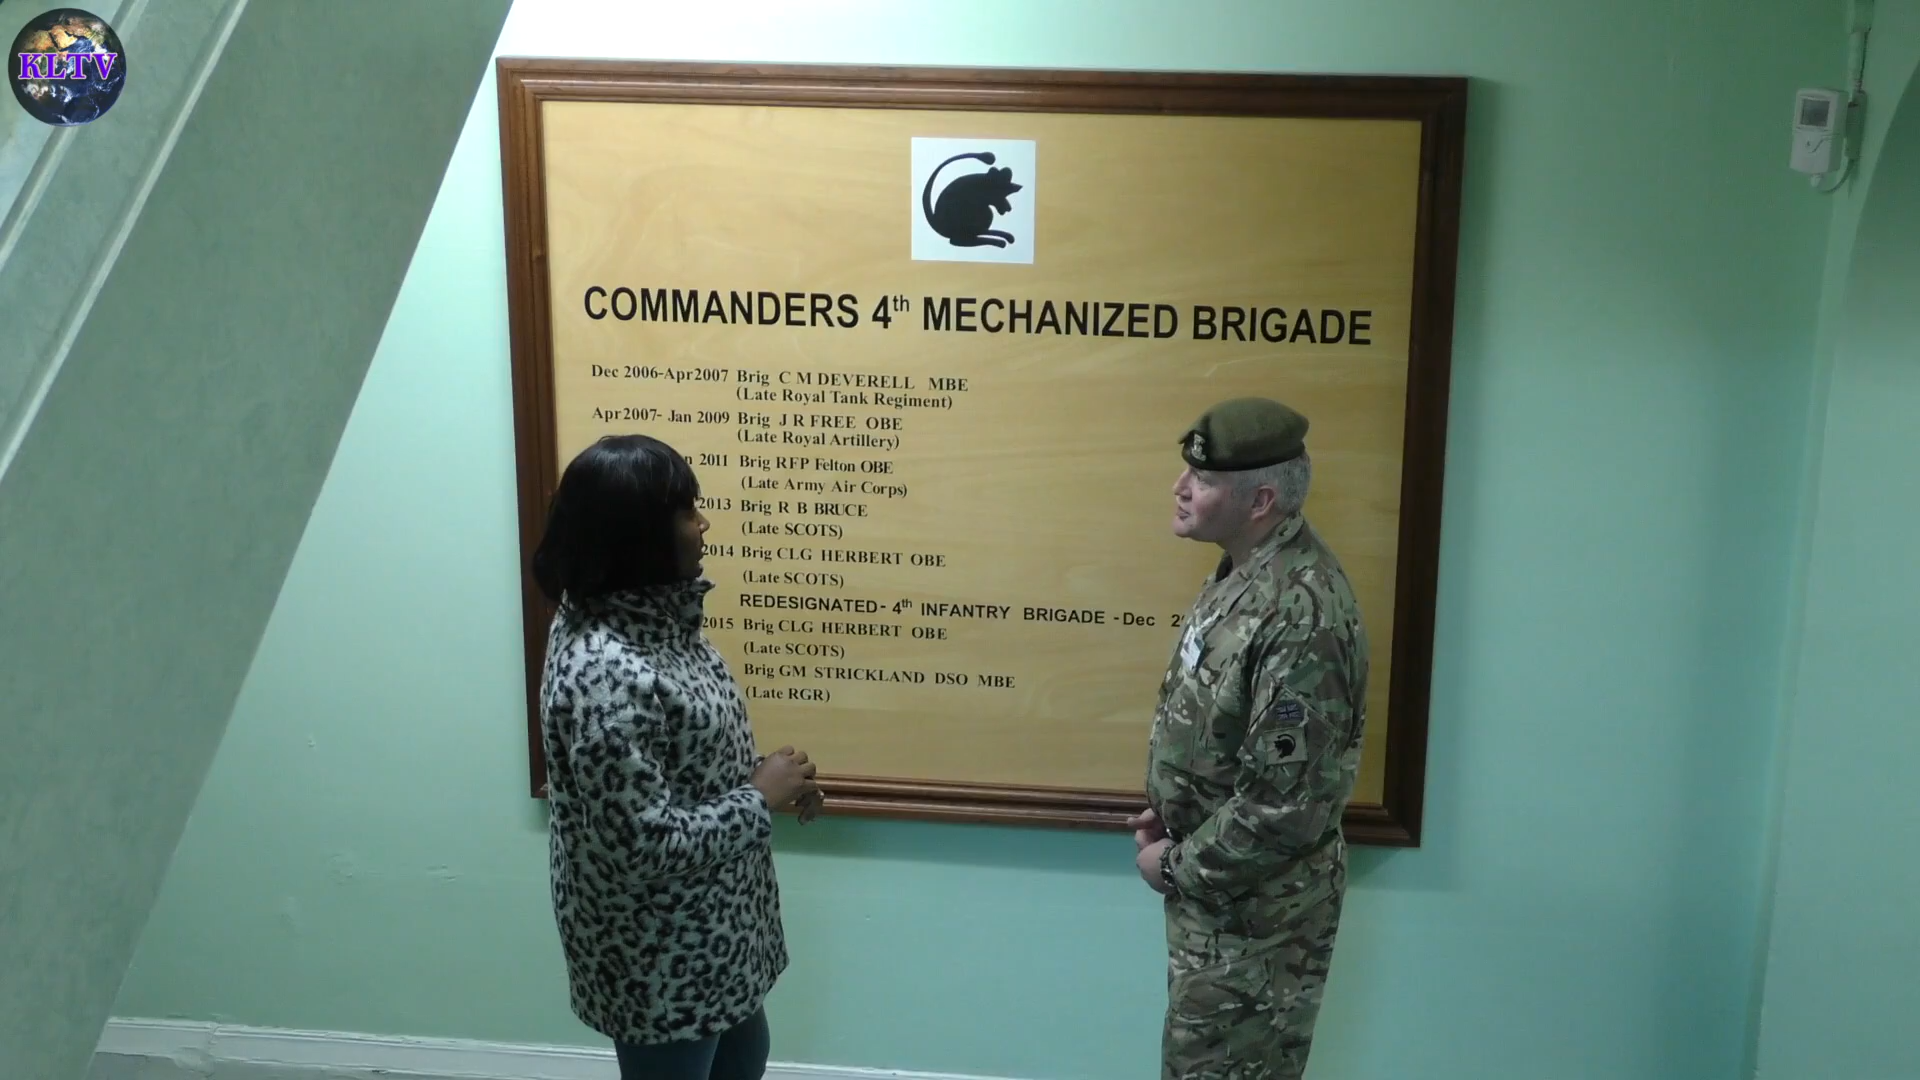 KLTV
COMMANDERS 4th MECHANIZED BRIGADE
Dec 2006-Apr2007 Brig C M DEVERELL MBE
(Late Royal Tank Regiment)
Apr2007- Jan 2009 Brig J R FREE OBE
(Late Royal Artillery)
2011 Brig RFP Felton OBE
(Late Army Air Corps)
2013 Brig R B BRUCE
(Late SCOTS)
2014 Brig CLG HERBERT OBE
(Late SCOTS)
REDESIGNATED- 4th INFANTRY BRIGADE -Dec
2015 Brig CLG HERBERT OBE
(Late SCOTS)
Brig GM STRICKLAND DSO MBE
(Late RGR)